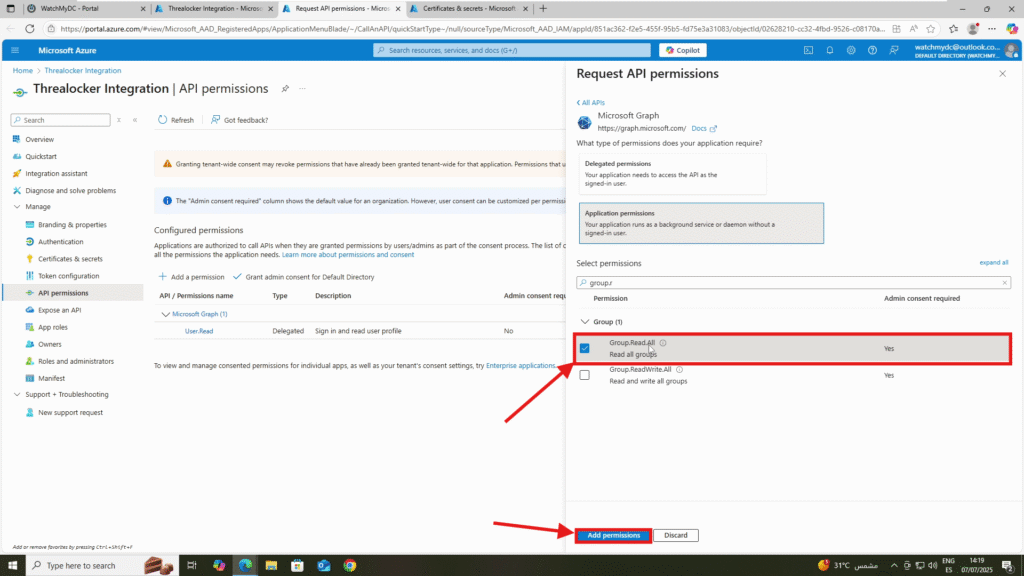 WatchMyDC - Portal
Threalocker Integration - Microso
Request API permissions - Micros
Certificates & secrets - Microsoft
https://portal.azure.com/#view/Microsoft_AAD_RegisteredApps/ApplicationMenuBlade/~/CallAnAPI/quickStartType~/null/sourceType/Microsoft_AAD_IAM/appId/851ac362-f2e5-455f-95b5-fd75e3a31083/objectId/02628210-cc32-4fbd-9526-c08170a...
Microsoft Azure
Search resources, services, and docs (G+/)
Copilot
watchmydc@outlook.co...
DEFAULT DIRECTORY (WATCHMY...
Home > Threalocker Integration
Threalocker Integration | API permissions
Search
Refresh
Got feedback?
Overview
Quickstart
Integration assistant
Diagnose and solve problems
Manage
Branding & properties
Authentication
Certificates & secrets
Token configuration
API permissions
Expose an API
App roles
Owners
Roles and administrators
Manifest
Support + Troubleshooting
New support request
Add or remove favorites by pressing Ctrl+Shift+F
Granting tenant-wide consent may revoke permissions that have already been granted tenant-wide for that application. Permissions that u
The "Admin consent required" column shows the default value for an organization. However, user consent can be customized per permissi
Configured permissions
Applications are authorized to call APIs when they are granted permissions by users/admins as part of the consent process. The list of c
all the permissions the application needs. Learn more about permissions and consent
Add a permission
Grant admin consent for Default Directory
API / Permissions name Type Description Admin consent requ
Microsoft Graph (1)
User.Read Delegated Sign in and read user profile No
To view and manage consented permissions for individual apps, as well as your tenant's consent settings, try Enterprise applications.
Request API permissions
All APIs
Microsoft Graph
https://graph.microsoft.com/ Docs
What type of permissions does your application require?
Delegated permissions
Your application needs to access the API as the
signed-in user.
Application permissions
Your application runs as a background service or daemon without a
signed-in user.
Select permissions
expand all
group.r
Permission Admin consent required
Group (1)
Group.Read.All
Read all groups
Yes
Group.ReadWrite.All
Read and write all groups
Yes
Add permissions
Discard
Type here to search
31°C مشمس
ENG
ES
14:19
07/07/2025
2